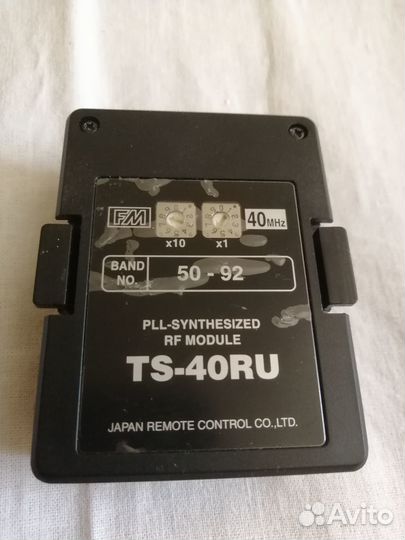 FM
40MHz
x10 x1
BAND NO. 50 - 92
PLL-SYNTHESIZED
RF MODULE
TS-40RU
JAPAN REMOTE CONTROL CO.,LTD.
Avito